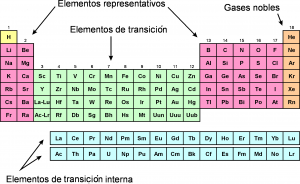 Elementos representativos
Gases nobles
Elementos de transición
1 18
H 2 13 14 15 16 17 He
Li Be B C N O F Ne
Na Mg 3 4 5 6 7 8 9 10 11 12 Al Si P S Cl Ar
K Ca Sc Ti V Cr Mn Fe Co Ni Cu Zn Ga Ge As Se Br Kr
Rb Sr Y Zr Nb Mo Tc Ru Rh Pd Ag Cd In Sn Sb Te I Xe
Cs Ba La-Lu Hf Ta W Re Os Ir Pt Au Hg Tl Pb Bi Po At Rn
Fr Ra Ac-Lr Rf Db Sg Bh Hs Mt Uun Uuu Uub
La Ce Pr Nd Pm Sm Eu Gd Tb Dy Ho Er Tm Yb Lu
Ac Th Pa U Np Pu Am Cm Bk Cf Es Fm Md No Lr
Elementos de transición interna